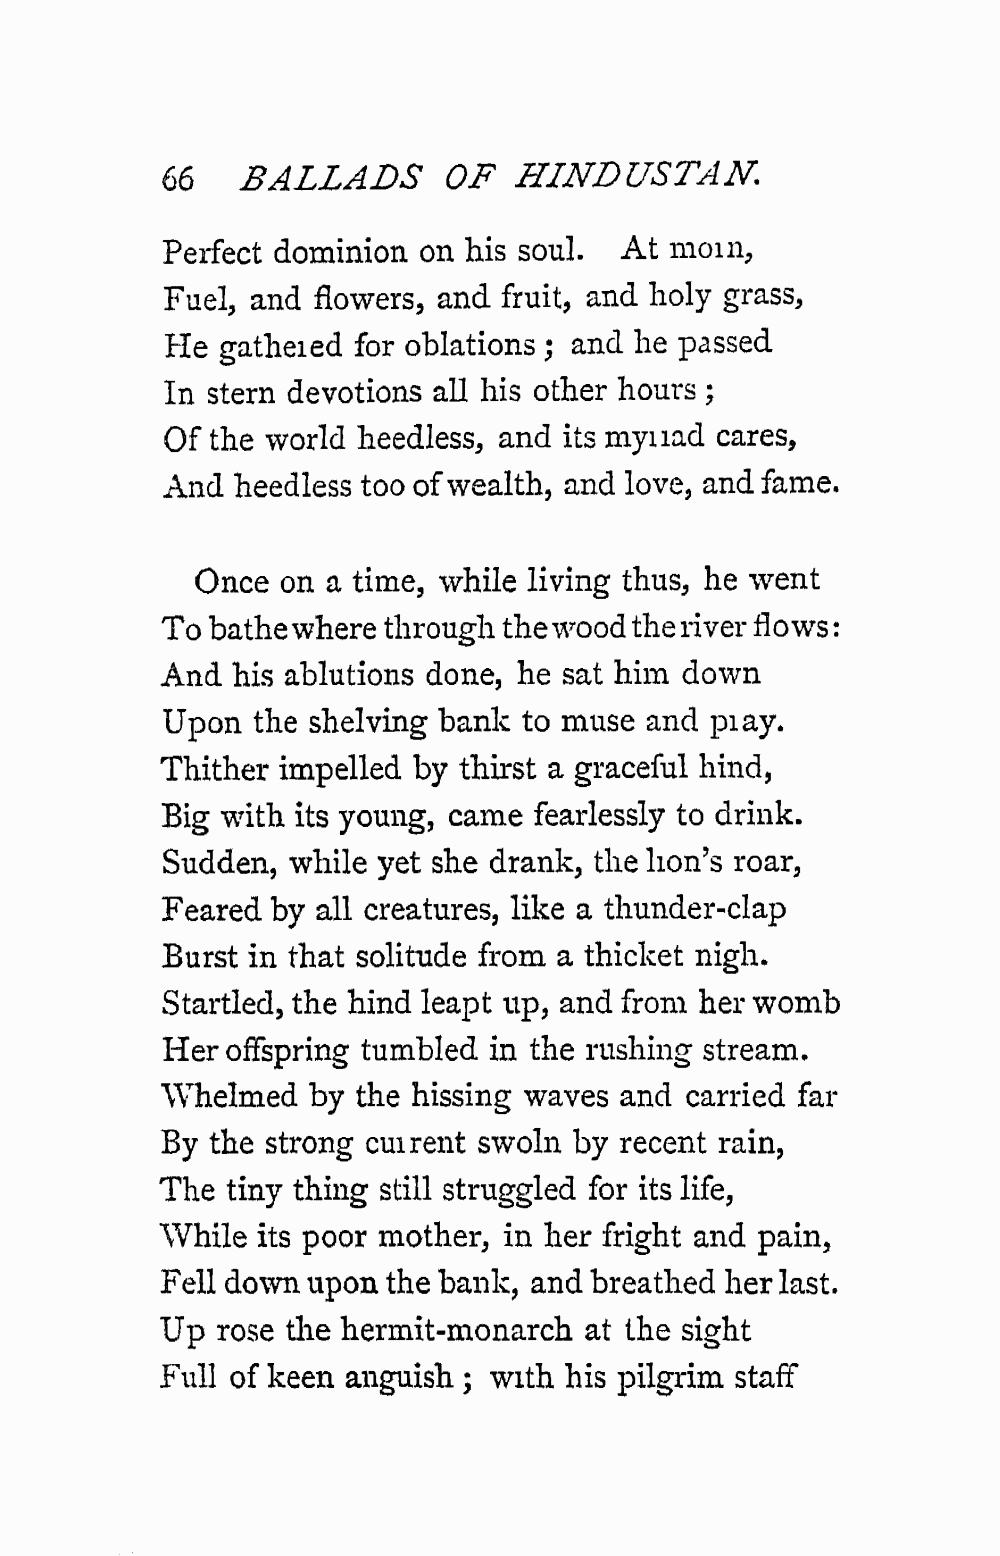 66 BALLADS OF HINDUSTAN.
Perfect dominion on his soul. At morn,
Fuel, and flowers, and fruit, and holy grass,
He gathered for oblations ; and he passed
In stern devotions all his other hours ;
Of the world heedless, and its myriad cares,
And heedless too of wealth, and love, and fame.
Once on a time, while living thus, he went
To bathe where through the wood the river flows:
And his ablutions done, he sat him down
Upon the shelving bank to muse and pray.
Thither impelled by thirst a graceful hind,
Big with its young, came fearlessly to drink.
Sudden, while yet she drank, the lion's roar,
Feared by all creatures, like a thunder-clap
Burst in that solitude from a thicket nigh.
Startled, the hind leapt up, and from her womb
Her offspring tumbled in the rushing stream.
Whelmed by the hissing waves and carried far
By the strong current swoln by recent rain,
The tiny thing still struggled for its life,
While its poor mother, in her fright and pain,
Fell down upon the bank, and breathed her last.
Up rose the hermit-monarch at the sight
Full of keen anguish ; with his pilgrim staff